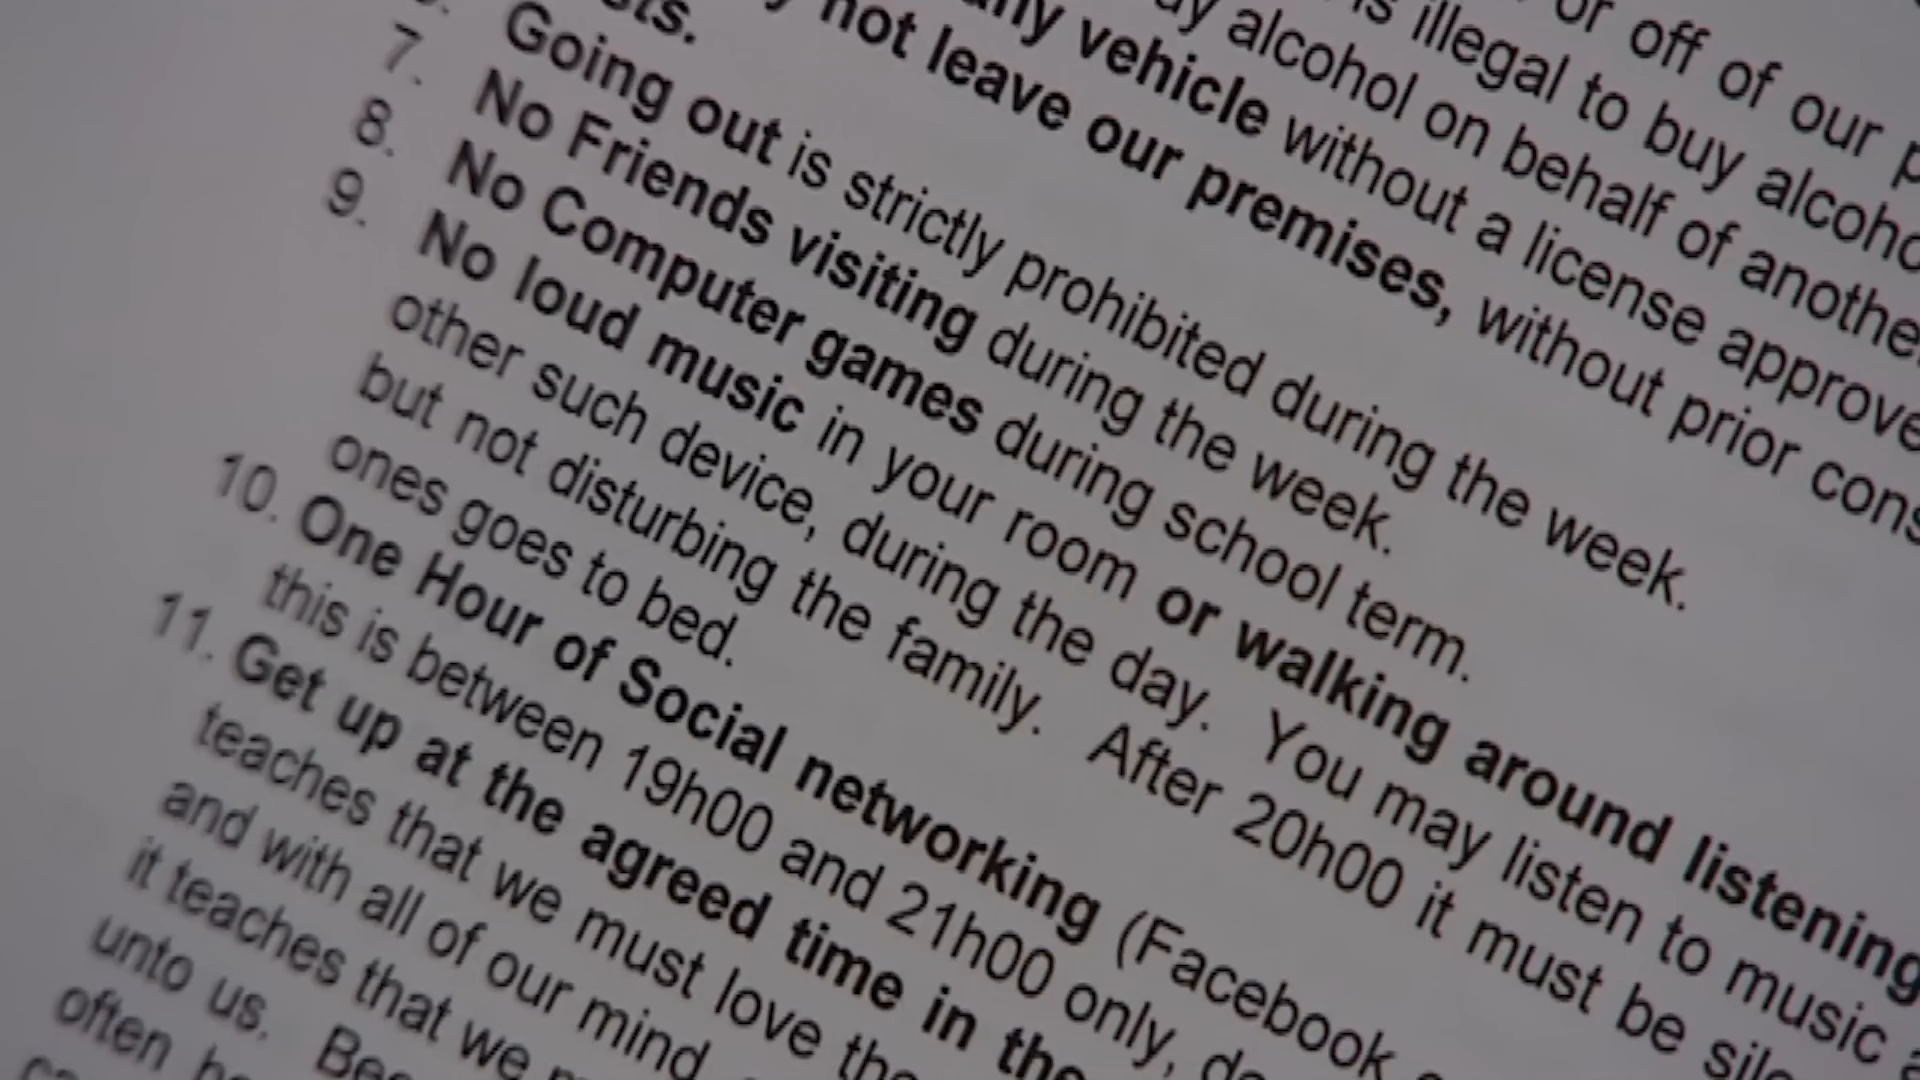 or off of our
is illegal to buy
alcohol on behalf of
any vehicle without a license
not leave our premises, without prior
Going out is strictly prohibited during the week.
7. No Friends visiting during the week.
8. No Computer games during school term.
9. No loud music in your room or walking around listening
other such device, during the day. You may listen to music
but not disturbing the family. After 20h00 it must be
ones goes to bed.
10. One Hour of Social networking (Facebook
this is between 19h00 and 21h00 only,
11. Get up at the agreed time in the
teaches that we must love the
and with all of our mind
it teaches that we
unto us.
often